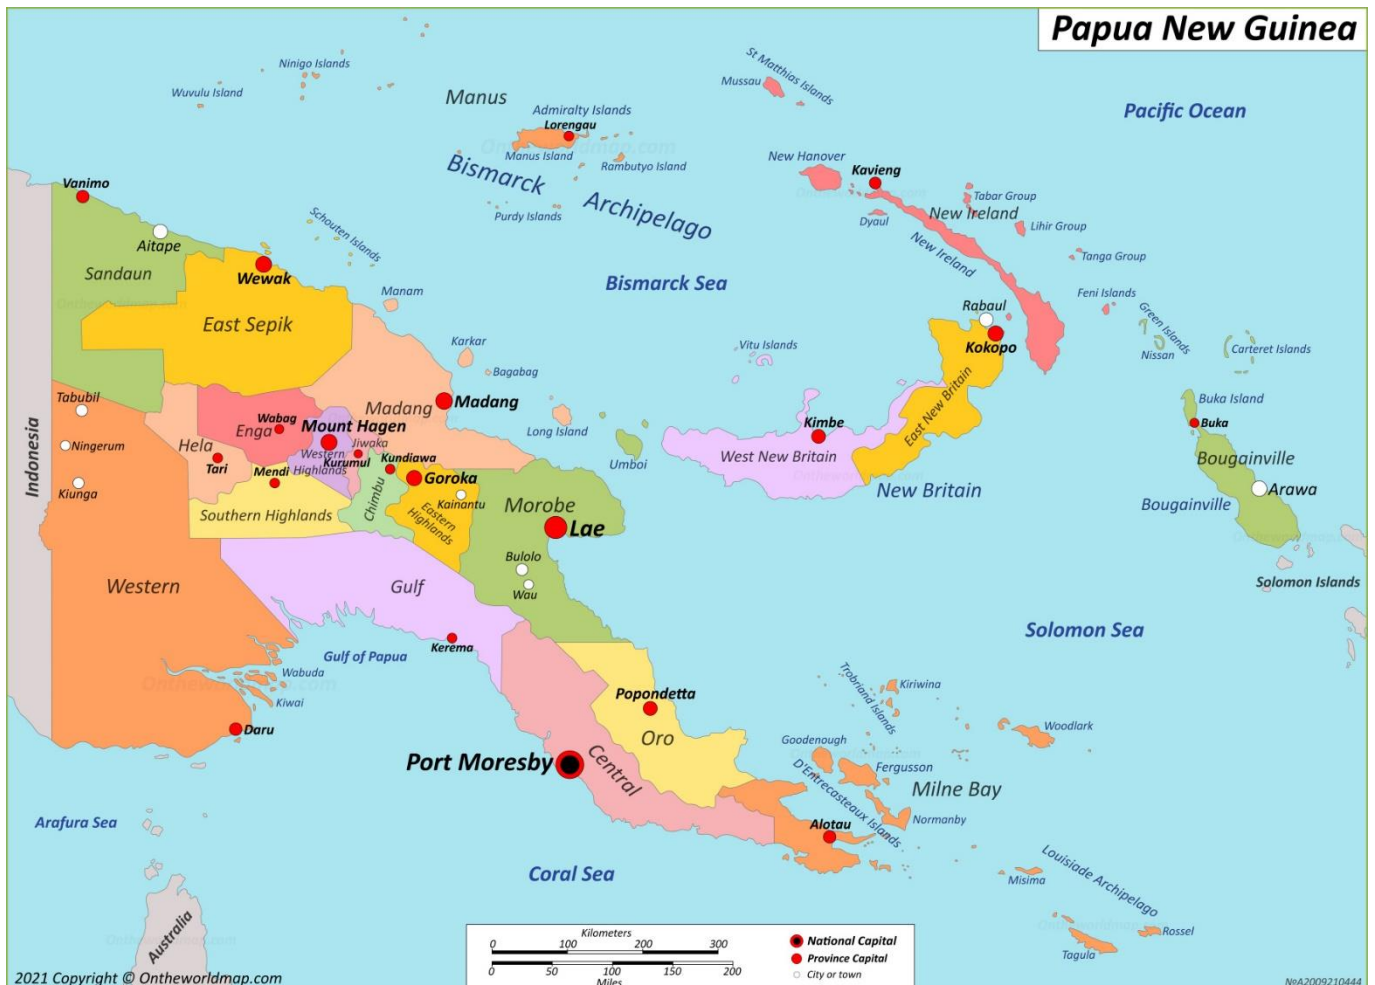 Papua New Guinea
Ninigo Islands
Wuvulu Island
Manus
Admiralty Islands
Lorengau
Manus Island
Rambutyo Island
Purdy Islands
Bismarck
Archipelago
St Matthias Islands
Mussau
New Hanover
Kavieng
Dyaul
Tabar Group
New Ireland
Lihir Group
New Ireland
Tanga Group
Feni Islands
Pacific Ocean
Vanimo
Aitape
Sandaun
Schouten Islands
Wewak
East Sepik
Manam
Karkar
Bagabag
Bismarck Sea
Rabaul
Kokopo
Vitu Islands
Green Islands
Nissan
Carteret Islands
Indonesia
Tabubil
Ningerum
Kiunga
Hela
Tari
Enga
Wabag
Mount Hagen
Western
Highlands
Jiwaka
Kurumul
Mendi
Southern Highlands
Madang
Madang
Long Island
Umboi
Kundiawa
Chimbu
Goroka
Kainantu
Eastern
Highlands
Morobe
Lae
Bulolo
Wau
Kimbe
West New Britain
East New Britain
New Britain
Buka Island
Buka
Bougainville
Arawa
Bougainville
Solomon Islands
Western
Gulf
Kerema
Gulf of Papua
Wabuda
Kiwai
Daru
Solomon Sea
Popondetta
Oro
Port Moresby
Central
Trobriand Islands
Kiriwina
Woodlark
Goodenough
Fergusson
D'Entrecasteaux Islands
Milne Bay
Normanby
Alotau
Arafura Sea
Coral Sea
Louisiade Archipelago
Misima
Rossel
Tagula
Australia
Kilometers
0 100 200 300
0 50 100 150 200
Miles
National Capital
Province Capital
City or town
2021 Copyright © Ontheworldmap.com
NoA2009210444
Ontheworldmap.com